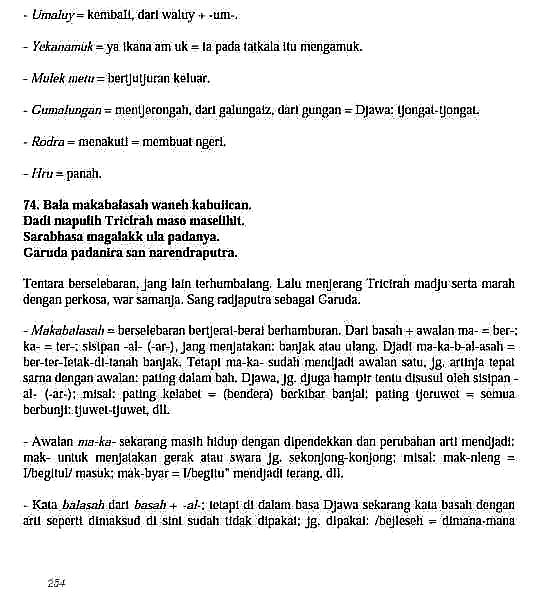 - Umaluy = kembali, dari waluy + -um-.
- Yekanamuk = ya ikana am uk = ia pada tatkala itu mengamuk.
- Mulek metu = bertjutjuran keluar.
- Gumalungan = mentjerongah, dari galungaiz, dari gungan = Djawa: tjongat-tjongat.
- Rodra = menakuti = membuat ngeri.
- Hru = panah.
74. Bala makabalasah waneh kabulican.
Dadi mapulih Tricirah maso maselihit.
Sarabhasa magalakk ula padanya.
Garuda padanira san narendraputra.
Tentara berselebaran, jang lain terhumbalang. Lalu menjerang Tricirah madju serta marah
dengan perkosa, war samanja. Sang radjaputra sebagai Garuda.
- Makabalasah = berselebaran bertjerai-berai berhamburan. Dari basah + awalan ma- = ber-;
ka- = ter-; sisipan -al- (-ar-), jang menjatakan: banjak atau ulang. Djadi ma-ka-b-al-asah =
ber-ter-letak-di-tanah banjak. Tetapi ma-ka- sudah mendjadi awalan satu, jg. artinja tepat
sarna dengan awalan: pating dalam bah. Djawa, jg. djuga hampir tentu disusul oleh sisipan -
al- (-ar-); misal: pating kelabet = (bendera) berkibar banjal; pating tjeruwet = semua
berbunji: tjuwet-tjuwet, dll.
- Awalan ma-ka- sekarang masih hidup dengan dipendekkan dan perubahan arti mendjadi:
mak- untuk menjatakan gerak atau swara jg. sekonjong-konjong; misal: mak-nleng =
I/begitul/ masuk; mak-byar = I/begitu" mendjadi terang, dll.
- Kata balasah dari basah + -al-; tetapi di dalam basa Djawa sekarang kata basah dengan
arti seperti dimaksud di sini sudah tidak dipakai; jg. dipakai: /bejleseh = dimana-mana
254